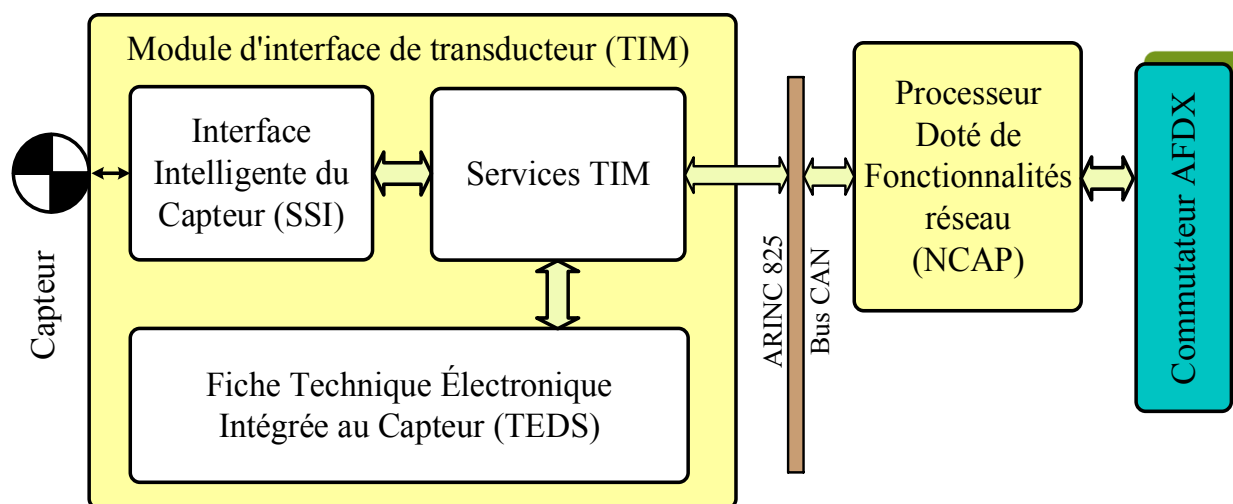 Module d'interface de transducteur (TIM)
Interface
Intelligente du
Capteur (SSI)
Services TIM
Fiche Technique Électronique
Intégrée au Capteur (TEDS)
Capteur
ARINC 825
Bus CAN
Processeur
Doté de
Fonctionnalités
réseau
(NCAP)
Commutateur AFDX